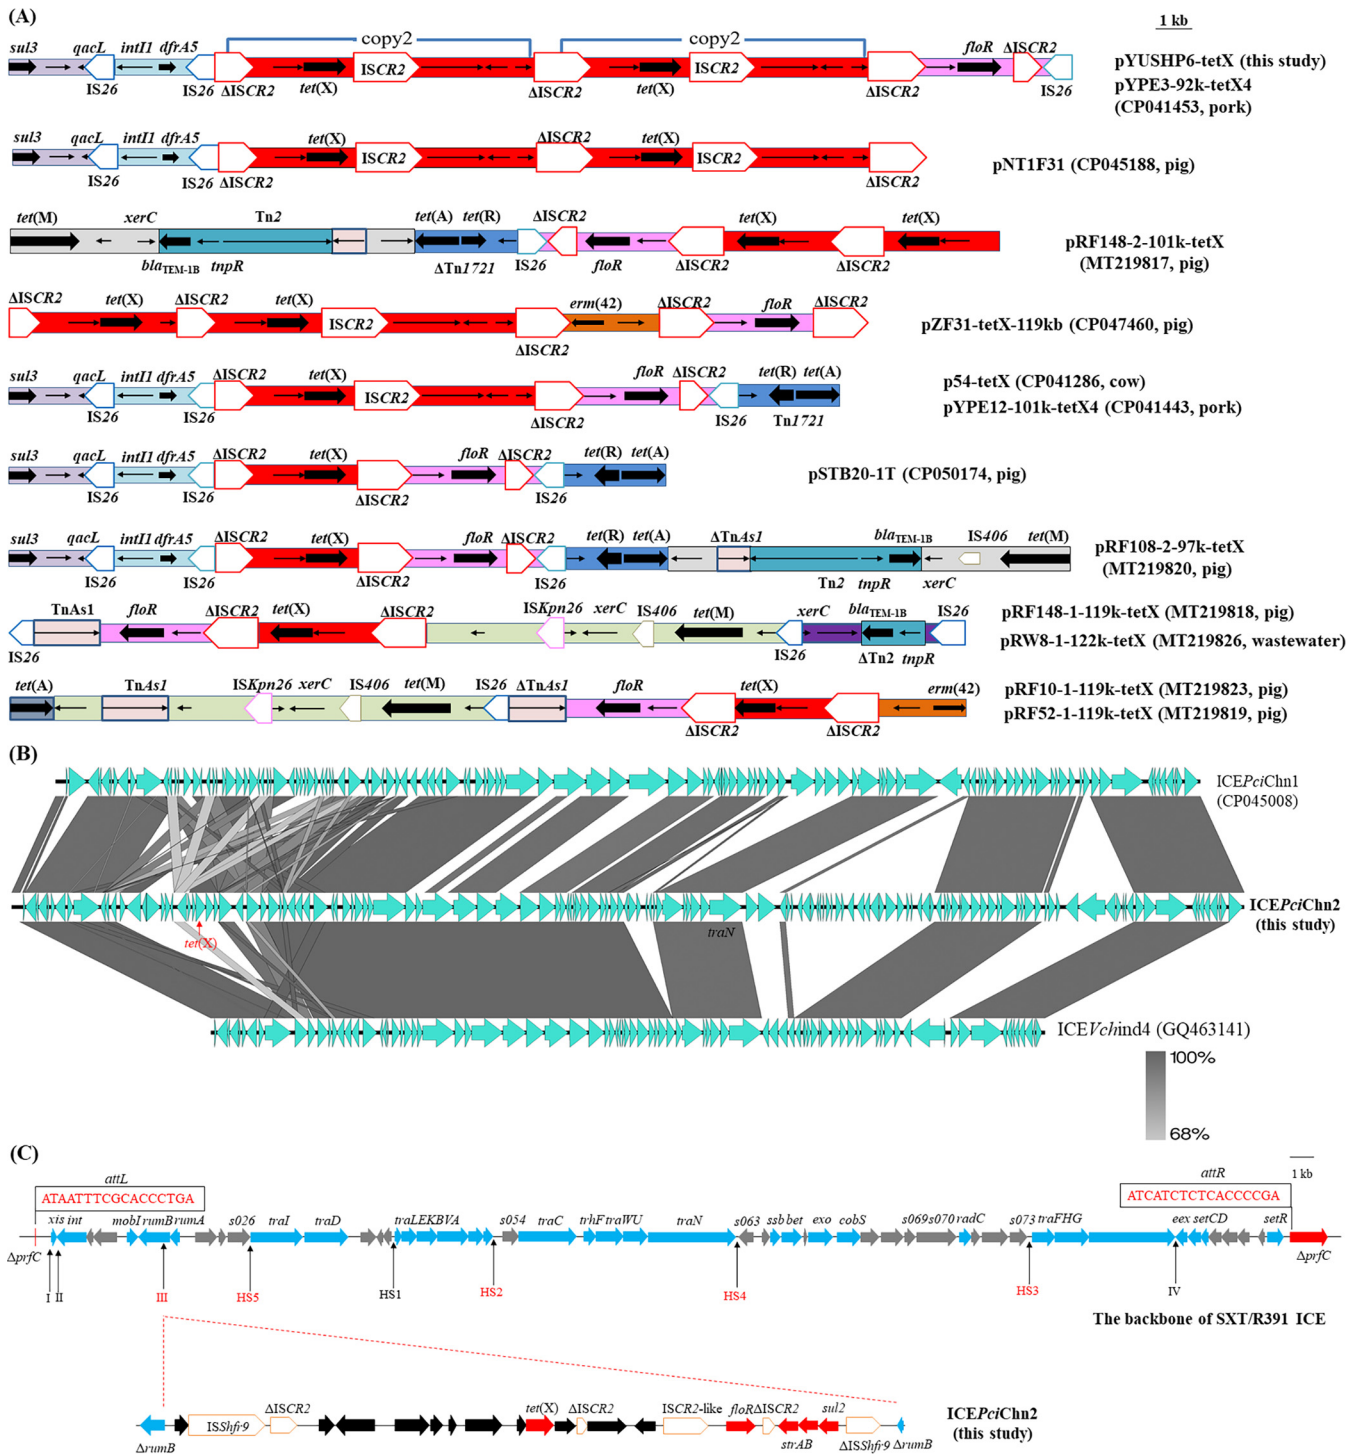 (A)
1 kb
copy2 copy2
sul3 qacL intI1 dfrA5 ISCR2 ISCR2 floR ΔISCR2
IS26 IS26 ΔISCR2 tet(X) ΔISCR2 tet(X) ΔISCR2 IS26
pYUSHP6-tetX (this study)
pYPE3-92k-tetX4
(CP041453, pork)
sul3 qacL intI1 dfrA5 tet(X) ISCR2 ΔISCR2 tet(X) ISCR2
IS26 IS26 ΔISCR2 ΔISCR2
pNT1F31 (CP045188, pig)
tet(M) xerC Tn2 tet(A) tet(R) ΔISCR2 tet(X) tet(X)
blaTEM-1B tnpR ΔTn1721 IS26 floR ΔISCR2 ΔISCR2
pRF148-2-101k-tetX
(MT219817, pig)
ΔISCR2 tet(X) ΔISCR2 tet(X) ISCR2 erm(42) ΔISCR2 floR ΔISCR2
ΔISCR2
pZF31-tetX-119kb (CP047460, pig)
sul3 qacL intI1 dfrA5 ΔISCR2 tet(X) ISCR2 floR ΔISCR2 tet(R) tet(A)
IS26 IS26 ΔISCR2 IS26 Tn1721
p54-tetX (CP041286, cow)
pYPE12-101k-tetX4 (CP041443, pork)
sul3 qacL intI1 dfrA5 ΔISCR2 tet(X) floR ΔISCR2 tet(R) tet(A)
IS26 IS26 ΔISCR2 IS26
pSTB20-1T (CP050174, pig)
sul3 qacL intI1 dfrA5 ΔISCR2 tet(X) floR ΔISCR2 tet(R) tet(A) ΔTnAs1 blaTEM-1B IS406 tet(M)
IS26 IS26 ΔISCR2 IS26 Tn2 tnpR xerC
pRF108-2-97k-tetX
(MT219820, pig)
TnAs1 floR ΔISCR2 tet(X) ΔISCR2 ISKpn26 xerC IS406 tet(M) xerC blaTEM-1B IS26
IS26 IS26 ΔTn2 tnpR
pRF148-1-119k-tetX (MT219818, pig)
pRW8-1-122k-tetX (MT219826, wastewater)
tet(A) TnAs1 ISKpn26 xerC IS406 tet(M) IS26 ΔTnAs1 floR tet(X) erm(42)
ΔISCR2 ΔISCR2
pRF10-1-119k-tetX (MT219823, pig)
pRF52-1-119k-tetX (MT219819, pig)
(B)
ICEPciChn1
(CP045008)
ICEPciChn2
(this study)
tet(X) traN
ICEVchind4 (GQ463141)
100%
68%
(C)
attL attR 1 kb
ATAATTTCGCACCCTGA ATCATCTCTCACCCCGA
xis int mobI rumB rumA s026 traI traD traLEKBVA s054 traC trhF traWU traN s063 ssb bet exo cobS s069 s070 radC s073 traFHG eex setCD setR
ΔprfC ΔprfC
I II III HS5 HS1 HS2 HS4 HS3 IV
The backbone of SXT/R391 ICE
ΔISCR2 tet(X) ΔISCR2 ISCR2-like floR ΔISCR2 sul2
ISShfr9
ΔrumB strAB ΔISShfr9 ΔrumB
ICEPciChn2
(this study)